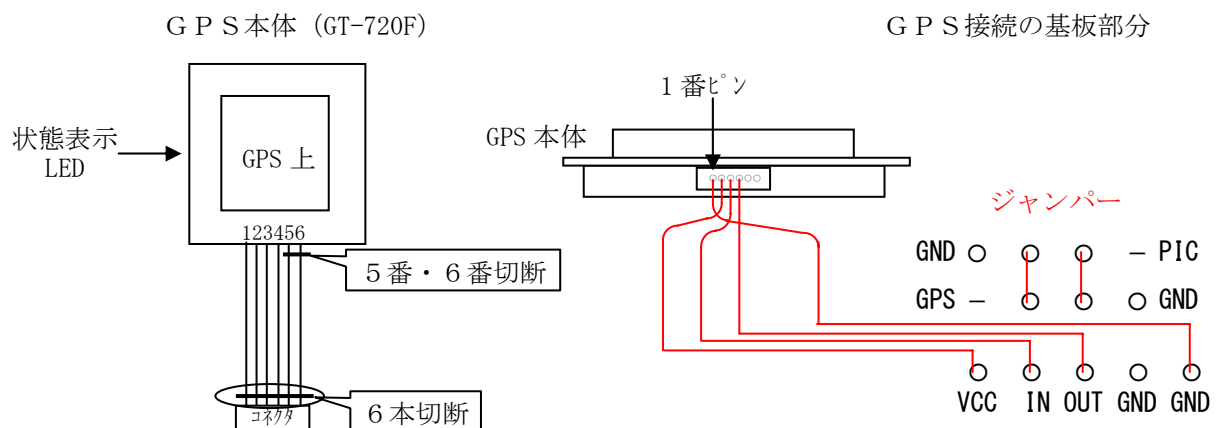 GPS本体 (GT-720F)
GPS接続の基板部分
状態表示
LED
GPS 上
123456
5番・6番切断
コネクタ
6本切断
1番ピン
GPS 本体
ジャンパー
GND ○ ○ ○ － PIC
GPS － ○ ○ ○ GND
VCC IN OUT GND GND